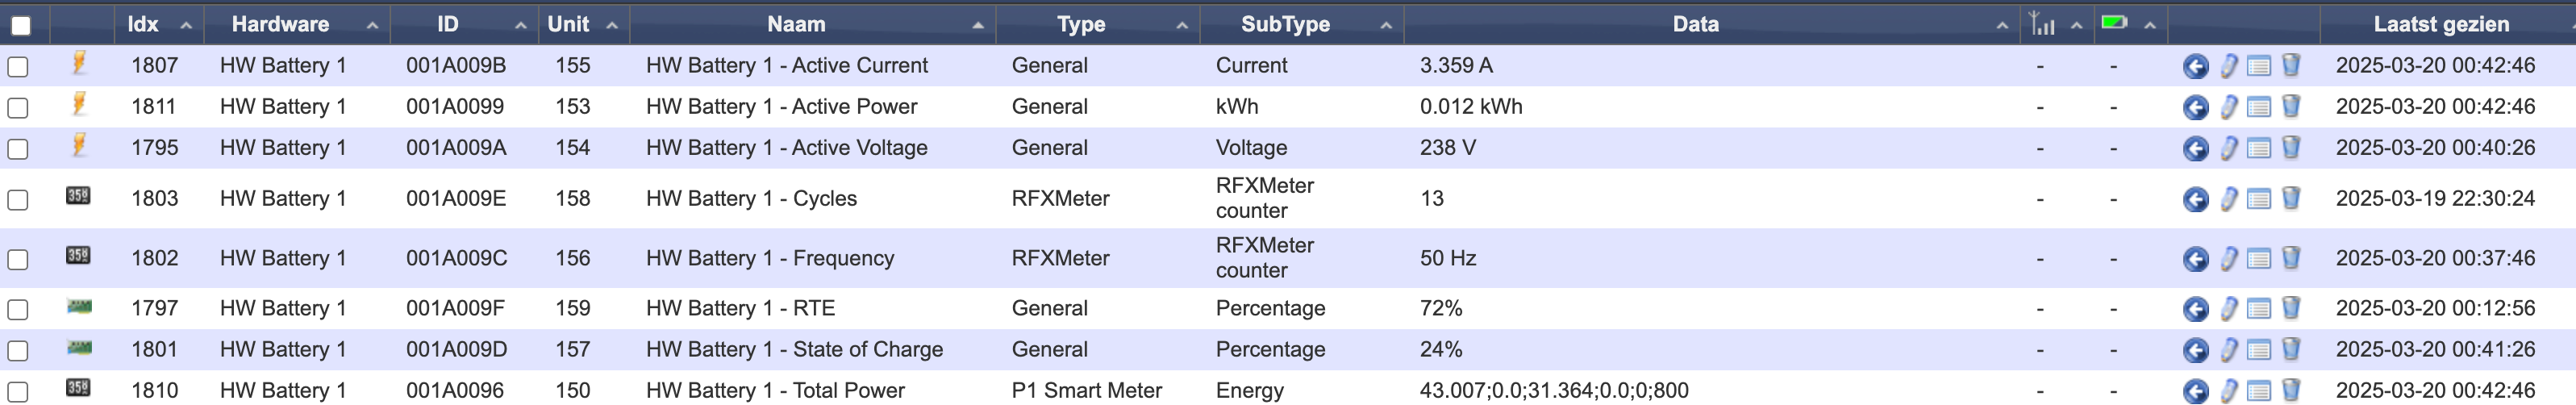 Idx Hardware ID Unit Naam Type SubType Data Laatst gezien
1807 HW Battery 1 001A009B 155 HW Battery 1 - Active Current General Current 3.359 A - - 2025-03-20 00:42:46
1811 HW Battery 1 001A0099 153 HW Battery 1 - Active Power General kWh 0.012 kWh - - 2025-03-20 00:42:46
1795 HW Battery 1 001A009A 154 HW Battery 1 - Active Voltage General Voltage 238 V - - 2025-03-20 00:40:26
1803 HW Battery 1 001A009E 158 HW Battery 1 - Cycles RFXMeter RFXMeter counter 13 - - 2025-03-19 22:30:24
1802 HW Battery 1 001A009C 156 HW Battery 1 - Frequency RFXMeter RFXMeter counter 50 Hz - - 2025-03-20 00:37:46
1797 HW Battery 1 001A009F 159 HW Battery 1 - RTE General Percentage 72% - - 2025-03-20 00:12:56
1801 HW Battery 1 001A009D 157 HW Battery 1 - State of Charge General Percentage 24% - - 2025-03-20 00:41:26
1810 HW Battery 1 001A0096 150 HW Battery 1 - Total Power P1 Smart Meter Energy 43.007;0.0;31.364;0.0;0;800 - - 2025-03-20 00:42:46